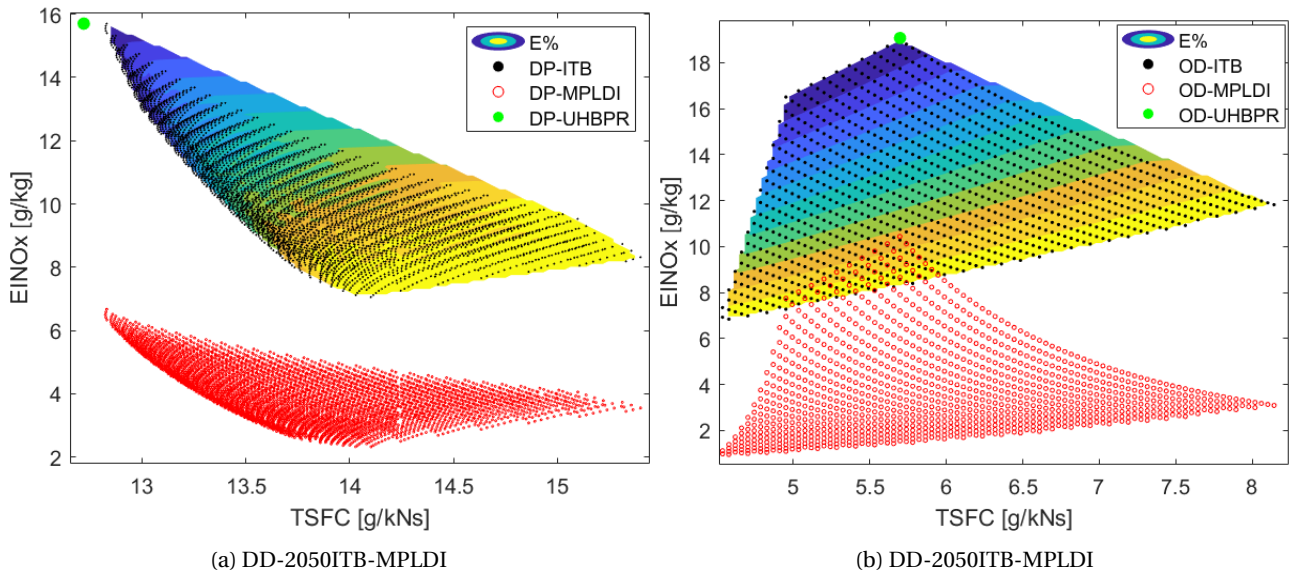 16
14
12
10
8
6
4
2
EINOx [g/kg]
E%
DP-ITB
DP-MPLDI
DP-UHBPR
13
13.5
14
14.5
15
TSFC [g/kNs]
(a) DD-2050ITB-MPLDI
18
16
14
12
10
8
6
4
2
EINOx [g/kg]
E%
OD-ITB
OD-MPLDI
OD-UHBPR
5
5.5
6
6.5
7
7.5
8
TSFC [g/kNs]
(b) DD-2050ITB-MPLDI